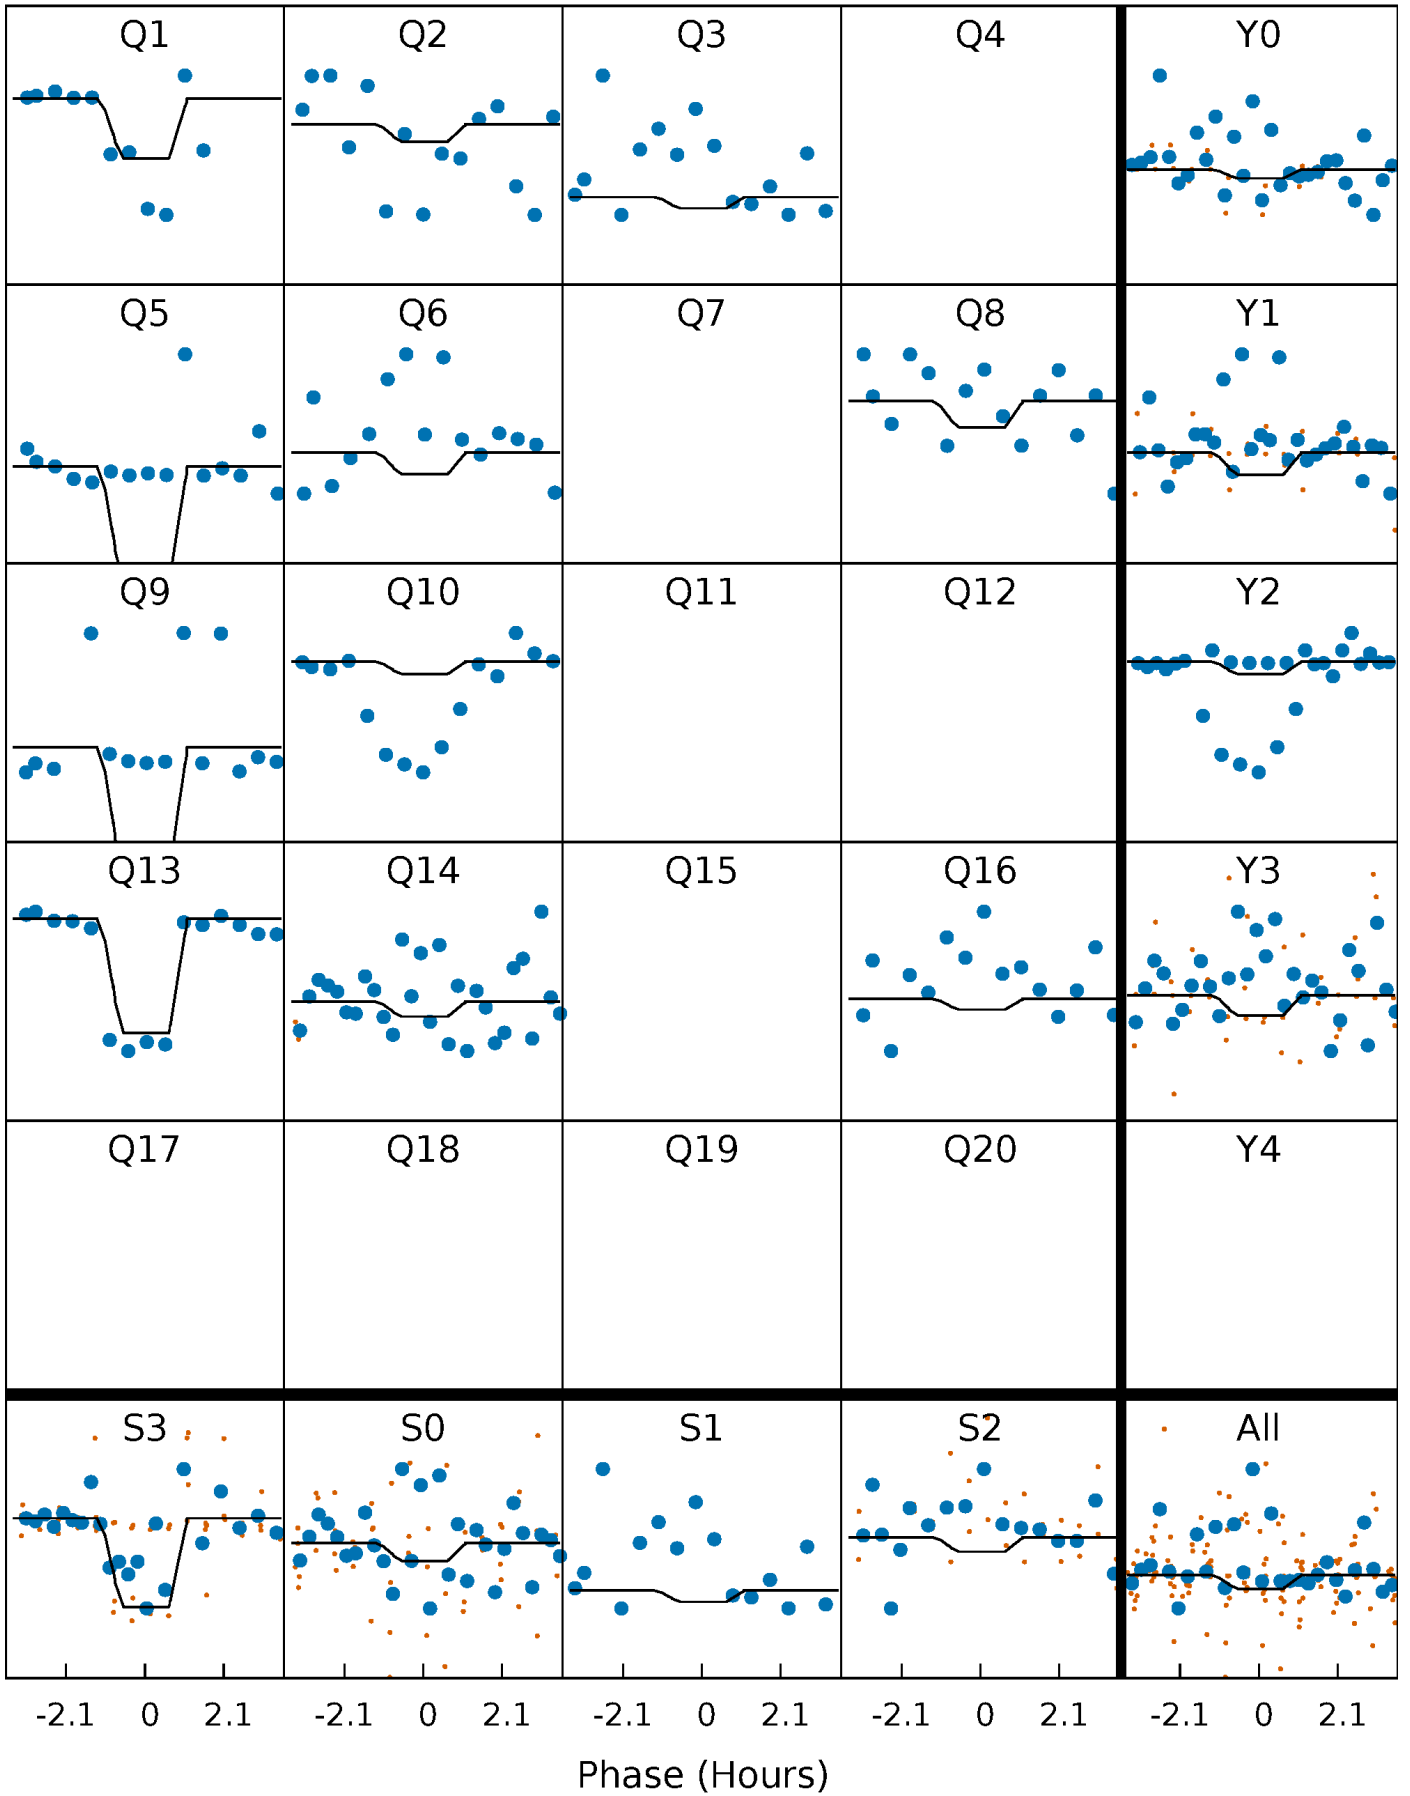 Q1 Q2 Q3 Q4 Y0
Q5 Q6 Q7 Q8 Y1
Q9 Q10 Q11 Q12 Y2
Q13 Q14 Q15 Q16 Y3
Q17 Q18 Q19 Q20 Y4
S3 S0 S1 S2 All
-2.1 0 2.1 -2.1 0 2.1 -2.1 0 2.1 -2.1 0 2.1 -2.1 0 2.1
Phase (Hours)